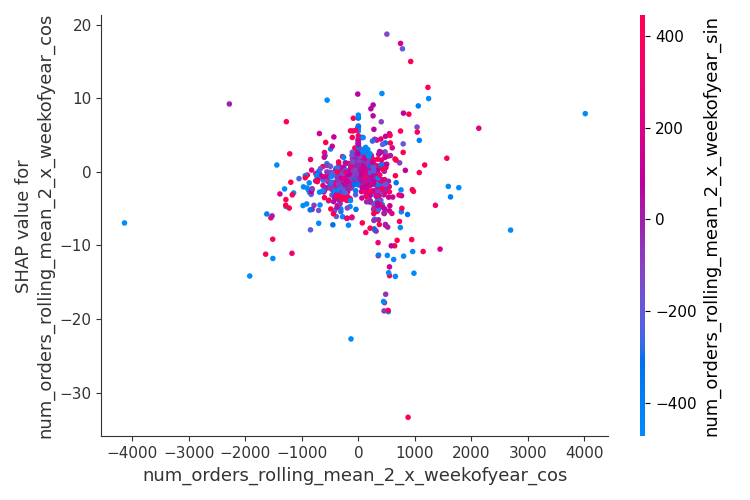 SHAP value for
num_orders_rolling_mean_2_x_weekofyear_cos
20
10
0
−10
−20
−30
−4000 −3000 −2000 −1000 0 1000 2000 3000 4000
num_orders_rolling_mean_2_x_weekofyear_cos
400
200
0
−200
−400
num_orders_rolling_mean_2_x_weekofyear_sin